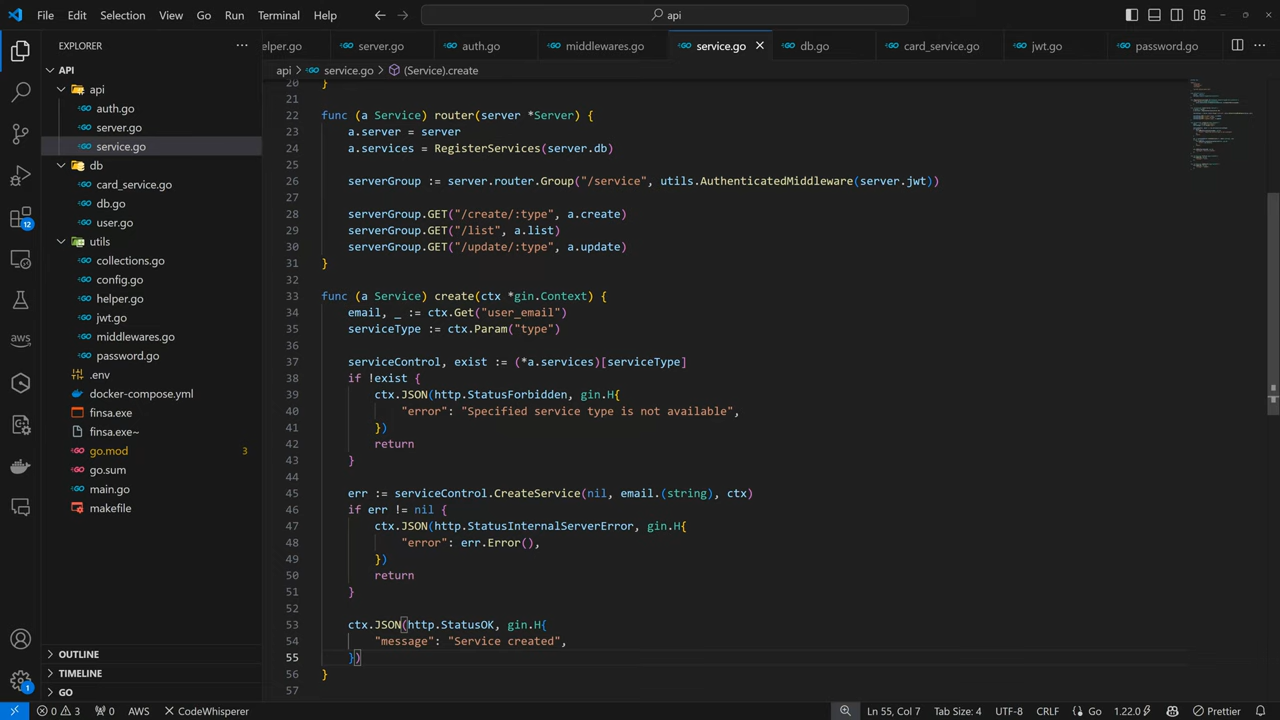 File Edit Selection View Go Run Terminal Help
api
EXPLORER
elper.go server.go auth.go middlewares.go service.go db.go card_service.go jwt.go password.go
api > service.go > (Service).create
API
api
auth.go
server.go
service.go
db
card_service.go
db.go
user.go
utils
collections.go
config.go
helper.go
jwt.go
middlewares.go
password.go
.env
docker-compose.yml
finsa.exe
finsa.exe~
go.mod 3
go.sum
main.go
makefile
OUTLINE
TIMELINE
GO
12
aws
1
20 }
21
22 func (a Service) router(server *Server) {
23 a.server = server
24 a.services = RegisterServices(server.db)
25
26 serverGroup := server.router.Group("/service", utils.AuthenticatedMiddleware(server.jwt))
27
28 serverGroup.GET("/create/:type", a.create)
29 serverGroup.GET("/list", a.list)
30 serverGroup.GET("/update/:type", a.update)
31 }
32
33 func (a Service) create(ctx *gin.Context) {
34 email, _ := ctx.Get("user_email")
35 serviceType := ctx.Param("type")
36
37 serviceControl, exist := (*a.services)[serviceType]
38 if !exist {
39 ctx.JSON(http.StatusForbidden, gin.H{
40 "error": "Specified service type is not available",
41 })
42 return
43 }
44
45 err := serviceControl.CreateService(nil, email.(string), ctx)
46 if err != nil {
47 ctx.JSON(http.StatusInternalServerError, gin.H{
48 "error": err.Error(),
49 })
50 return
51 }
52
53 ctx.JSON(http.StatusOK, gin.H{
54 "message": "Service created",
55 })
56 }
57
0 3 0 AWS CodeWhisperer Ln 55, Col 7 Tab Size: 4 UTF-8 CRLF Go 1.22.0 Prettier